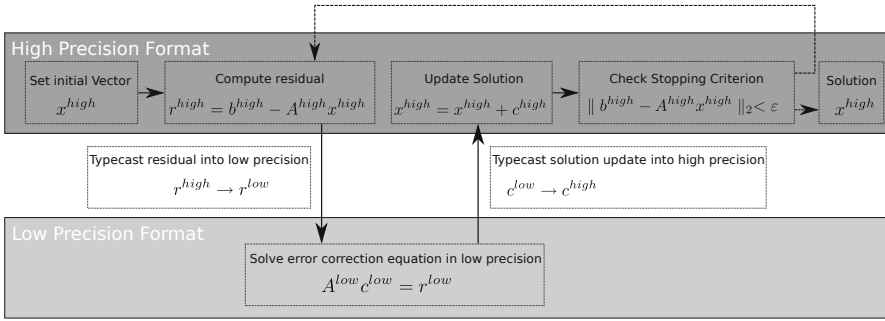 High Precision Format
Set initial Vector
x^{high}
Compute residual
r^{high} = b^{high} − A^{high}x^{high}
Update Solution
x^{high} = x^{high} + c^{high}
Check Stopping Criterion
∥ b^{high} − A^{high}x^{high} ∥_2 < ε
Solution
x^{high}
Typecast residual into low precision
r^{high} → r^{low}
Typecast solution update into high precision
c^{low} → c^{high}
Low Precision Format
Solve error correction equation in low precision
A^{low}c^{low} = r^{low}